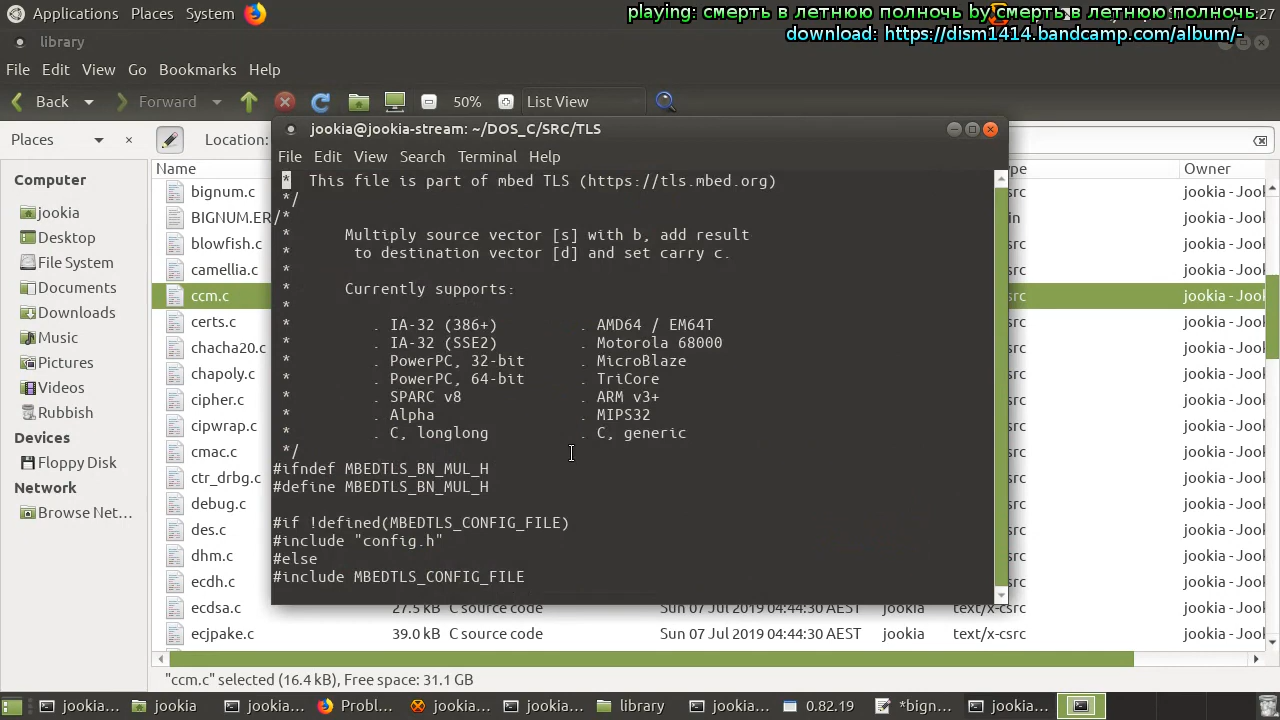 Applications Places System
:27
playing: смерть в летнюю полночь by смерть в летнюю полночь
download: https://dism1414.bandcamp.com/album/-
library
File Edit View Go Bookmarks Help
Back Forward 50% List View
Places Location:
jookia@jookia-stream: ~/DOS_C/SRC/TLS
File Edit View Search Terminal Help
Computer
jookia
Desktop
File System
Documents
Downloads
Music
Pictu
Videos
Rubbis
Devices
Floppy Disk
Network
Browse Net…
Name Owner
bignum.c
BIGNUM.ER/
blowfish.c
camellia.c
ccm.c
certs.c
chacha20.c
chapoly.c
cipher.c
cipwrap.c
cmac.c
ctr_drbg.c
debug.c
des.c
dhm.c
ecdh.c
ecdsa.c 27.5 kB C source code Sun 07 Jul 2019 04:44:30 AEST jookia text/x-csrc jookia - Jook
ecjpake.c 39.0 kB C source code Sun 07 Jul 2019 04:44:30 AEST jookia text/x-csrc jookia - Jook
* This file is part of mbed TLS (https://tls.mbed.org)
*/
*
* Multiply source vector [s] with b, add result
* to destination vector [d] and set carry c.
*
* Currently supports:
*
* . IA-32 (386+) . AMD64 / EM64T
* . IA-32 (SSE2) . Motorola 68000
* . PowerPC, 32-bit . MicroBlaze
* . PowerPC, 64-bit . TriCore
* . SPARC v8 . ARM v3+
* . Alpha . MIPS32
* . C, longlong . C, generic
*/
#ifndef MBEDTLS_BN_MUL_H
#define MBEDTLS_BN_MUL_H
#if !defined(MBEDTLS_CONFIG_FILE)
#include "config.h"
#else
#include MBEDTLS_CONFIG_FILE
"ccm.c" selected (16.4 kB), Free space: 31.1 GB
jookia… jookia jookia… Probl… jookia… jookia… library jookia… 0.82.19 *bign… jookia…